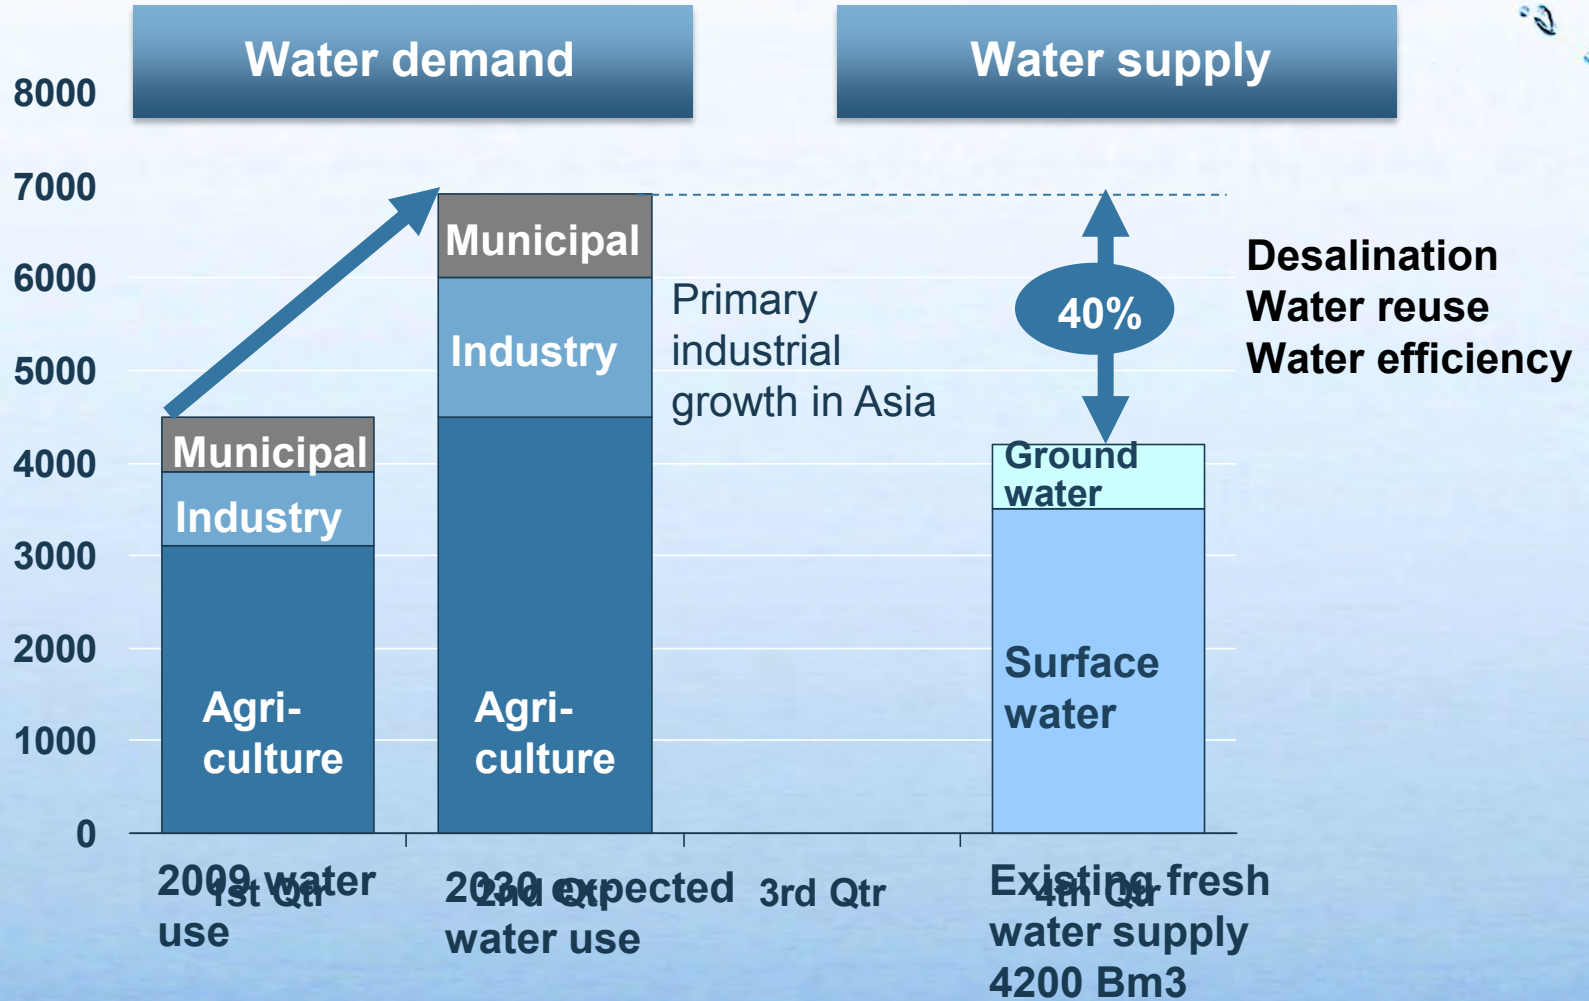 Water demand
Water supply
8000
7000
6000
5000
4000
3000
2000
1000
0
Municipal
Industry
Agri-
culture
Municipal
Industry
Agri-
culture
Primary
industrial
growth in Asia
40%
Desalination
Water reuse
Water efficiency
Ground
water
Surface
water
1st Qtr
2nd Qtr
3rd Qtr
4th Qtr
2009 water
use
2030 expected
water use
Existing fresh
water supply
4200 Bm3